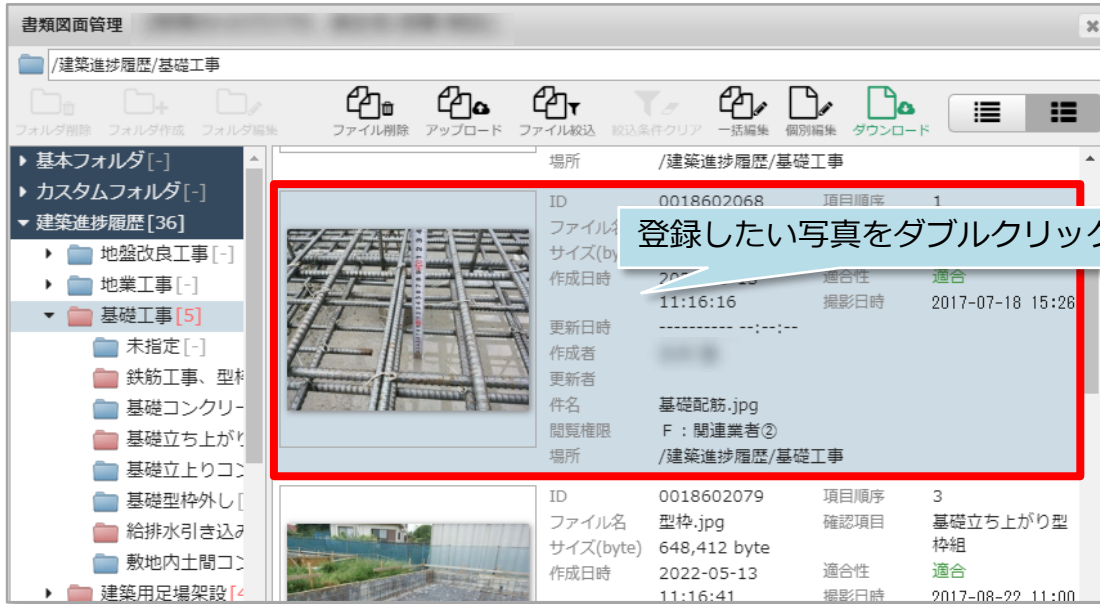 書類図面管理
/建築進捗履歴/基礎工事
フォルダ削除 フォルダ作成 フォルダ編集 ファイル削除 アップロード ファイル絞込 絞込条件クリア 一括編集 個別編集 ダウンロード
基本フォルダ[-]
カスタムフォルダ[-]
建築進捗履歴[36]
地盤改良工事[-]
地業工事[-]
基礎工事[5]
未指定[-]
鉄筋工事、型枠
基礎コンクリー
基礎立ち上がり
基礎立上りコン
基礎型枠外し[
給排水引き込み
敷地内土間コン
建築用足場架設[4
場所 /建築進捗履歴/基礎工事
ID 0018602068 項目順序 1
ファイル名
サイズ(by
登録したい写真をダブルクリック
作成日時 適合性 適合
11:16:16 撮影日時 2017-07-18 15:26
更新日時 ---------- --:--:--
作成者
更新者
件名 基礎配筋.jpg
閲覧権限 F：関連業者②
場所 /建築進捗履歴/基礎工事
ID 0018602079 項目順序 3
ファイル名 型枠.jpg 確認項目 基礎立ち上がり型
枠組
サイズ(byte) 648,412 byte
作成日時 2022-05-13 適合性 適合
11:16:41 撮影日時 2017-08-22 11:00